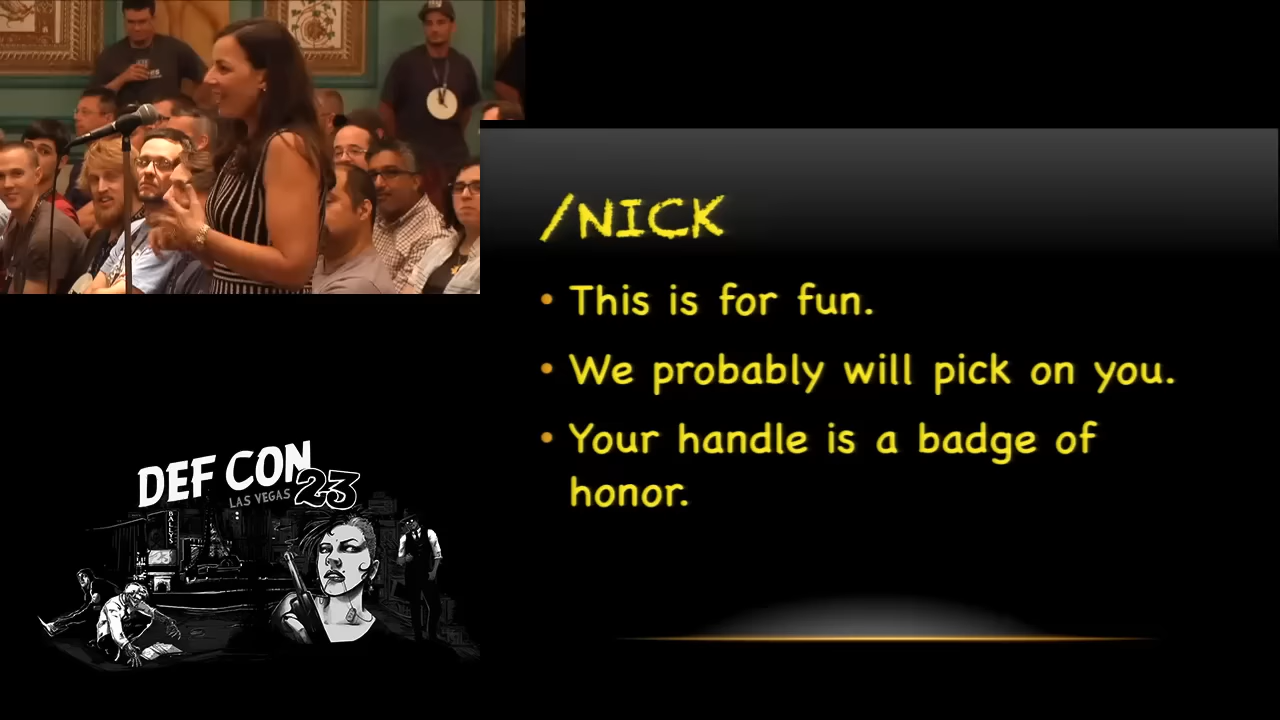 /NICK
• This is for fun.
• We probably will pick on you.
• Your handle is a badge of
honor.
DEF CON 23
LAS VEGAS
BALLYS